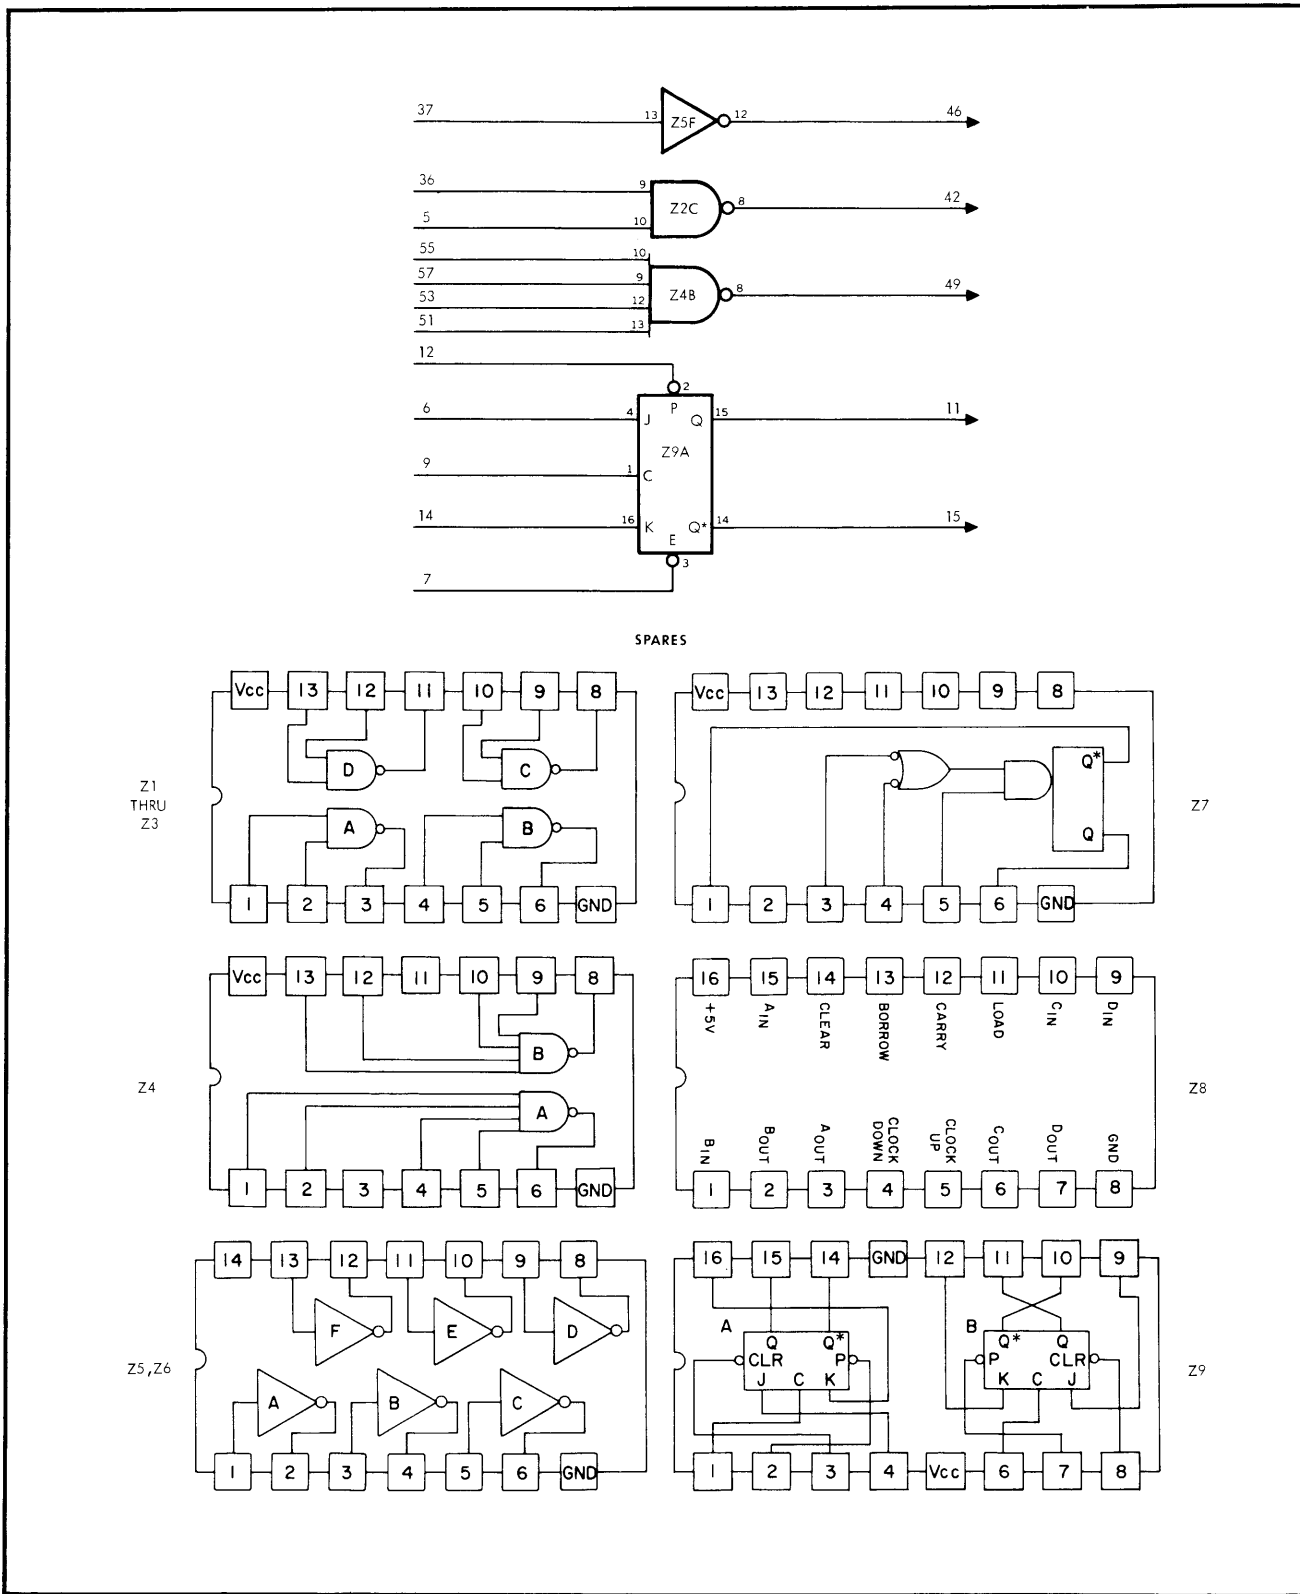 37 13 Z5F 12 46
36 9
Z2C 8 42
5 10
55 10
57 9
Z4B 8 49
53 12
51 13
12
2
P
6 4 J Q 15 11
Z9A
9 1 C
14 16 K Q* 14 15
E
3
7
SPARES
Vcc 13 12 11 10 9 8
D C
Z1
THRU
Z3
A B
1 2 3 4 5 6 GND
Vcc 13 12 11 10 9 8
Q*
Z7
Q
1 2 3 4 5 6 GND
Vcc 13 12 11 10 9 8
B
Z4
A
1 2 3 4 5 6 GND
16 15 14 13 12 11 10 9
+5V AIN CLEAR BORROW CARRY LOAD CIN DIN
Z8
BIN BOUT AOUT CLOCK DOWN CLOCK UP COUT DOUT GND
1 2 3 4 5 6 7 8
14 13 12 11 10 9 8
F E D
Z5,Z6
A B C
1 2 3 4 5 6 GND
16 15 14 GND 12 11 10 9
A B
Q Q* Q* Q
CLR P P CLR
J C K K C J
Z9
1 2 3 4 Vcc 6 7 8